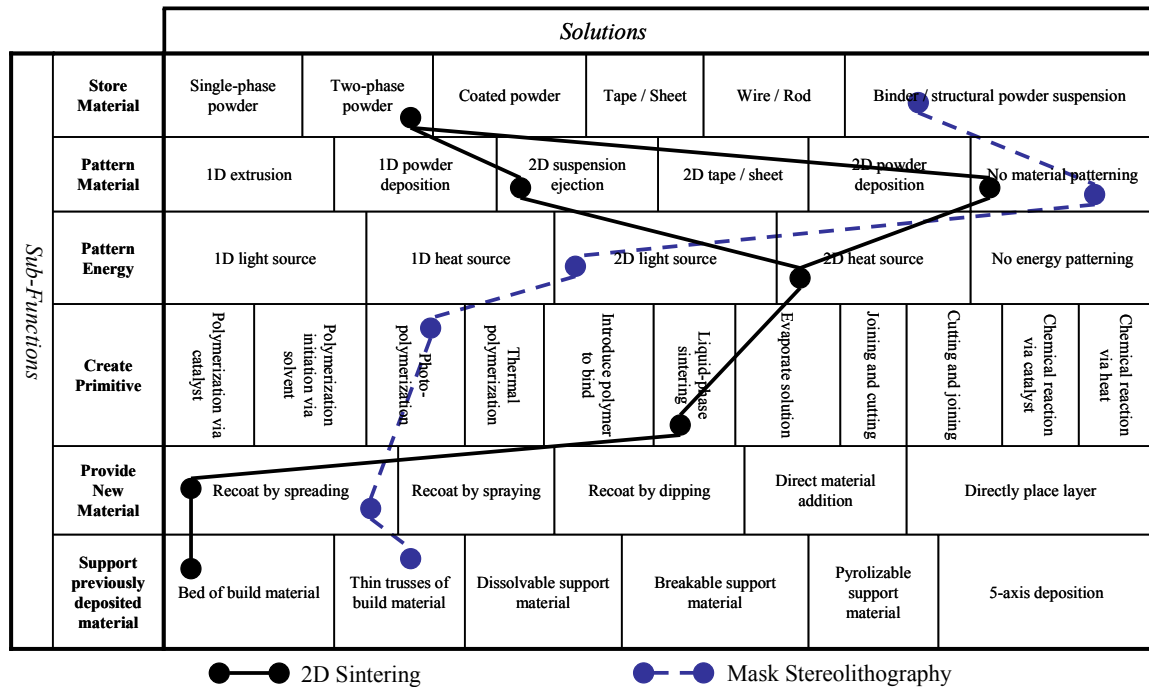 Solutions
Sub-Functions
Store
Material
Single-phase
powder
Two-phase
powder
Coated powder
Tape / Sheet
Wire / Rod
Binder / structural powder suspension
Pattern
Material
1D extrusion
1D powder
deposition
2D suspension
ejection
2D tape / sheet
2D powder
deposition
No material patterning
Pattern
Energy
1D light source
1D heat source
2D light source
2D heat source
No energy patterning
Create
Primitive
Polymerization via
catalyst
Polymerization
initiation via
solvent
Photo-
polymerization
Thermal
polymerization
Introduce polymer
to bind
Liquid-phase
sintering
Evaporate solution
Joining and cutting
Cutting and joining
Chemical reaction
via catalyst
Chemical reaction
via heat
Provide
New
Material
Recoat by spreading
Recoat by spraying
Recoat by dipping
Direct material
addition
Directly place layer
Support
previously
deposited
material
Bed of build material
Thin trusses of
build material
Dissolvable support
material
Breakable support
material
Pyrolizable
support
material
5-axis deposition
2D Sintering
Mask Stereolithography